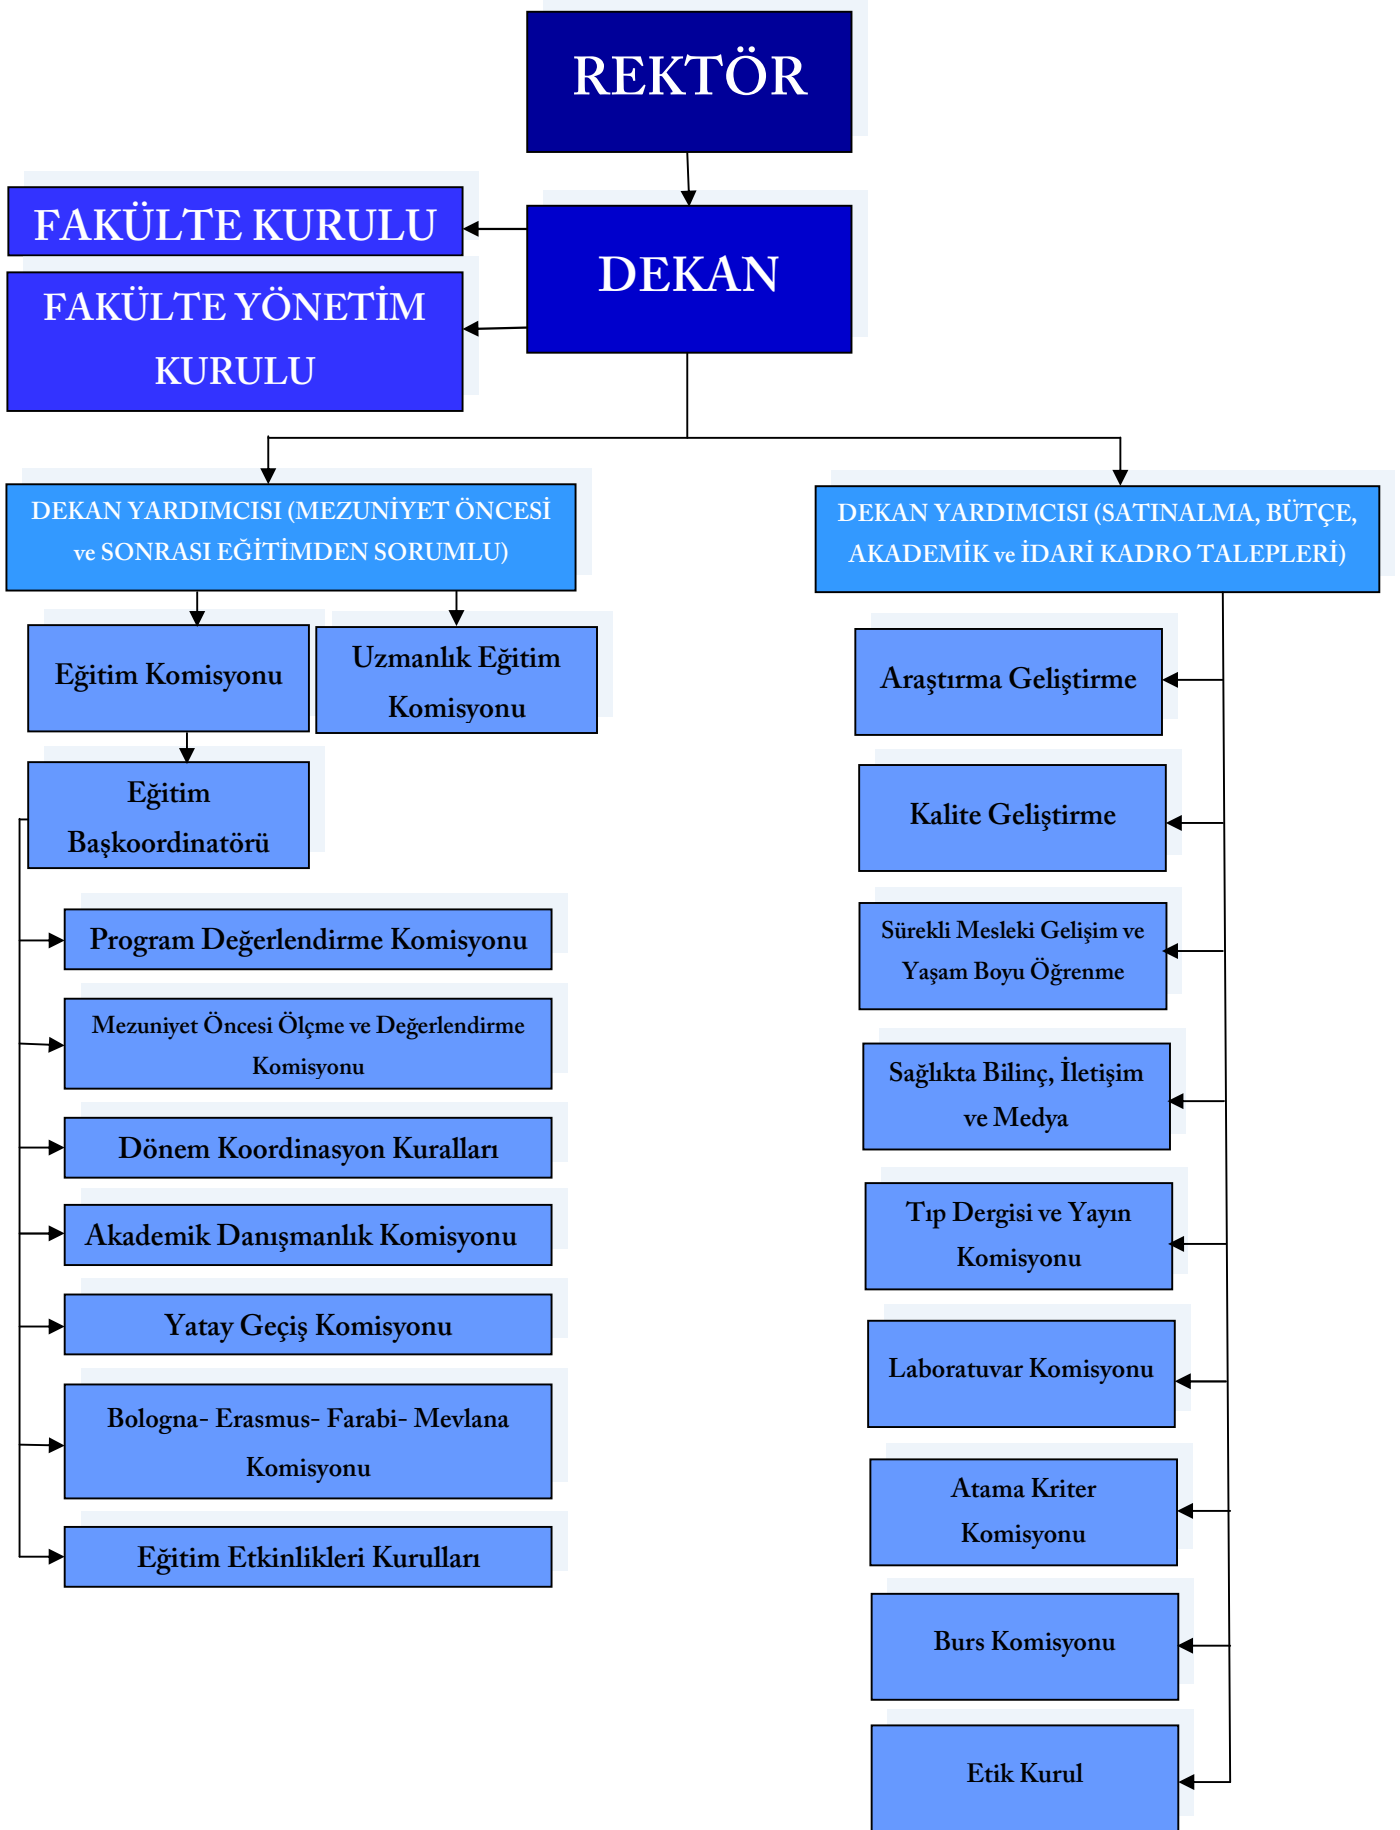 REKTÖR
FAKÜLTE KURULU
DEKAN
FAKÜLTE YÖNETİM
KURULU
DEKAN YARDIMCISI (MEZUNİYET ÖNCESİ
ve SONRASI EĞİTİMDEN SORUMLU)
DEKAN YARDIMCISI (SATINALMA, BÜTÇE,
AKADEMİK ve İDARİ KADRO TALEPLERİ)
Eğitim Komisyonu
Uzmanlık Eğitim
Komisyonu
Eğitim
Başkoordinatörü
Program Değerlendirme Komisyonu
Mezuniyet Öncesi Ölçme ve Değerlendirme
Komisyonu
Dönem Koordinasyon Kuralları
Akademik Danışmanlık Komisyonu
Yatay Geçiş Komisyonu
Bologna- Erasmus- Farabi- Mevlana
Komisyonu
Eğitim Etkinlikleri Kurulları
Araştırma Geliştirme
Kalite Geliştirme
Sürekli Mesleki Gelişim ve
Yaşam Boyu Öğrenme
Sağlıkta Bilinç, İletişim
ve Medya
Tıp Dergisi ve Yayın
Komisyonu
Laboratuvar Komisyonu
Atama Kriter
Komisyonu
Burs Komisyonu
Etik Kurul